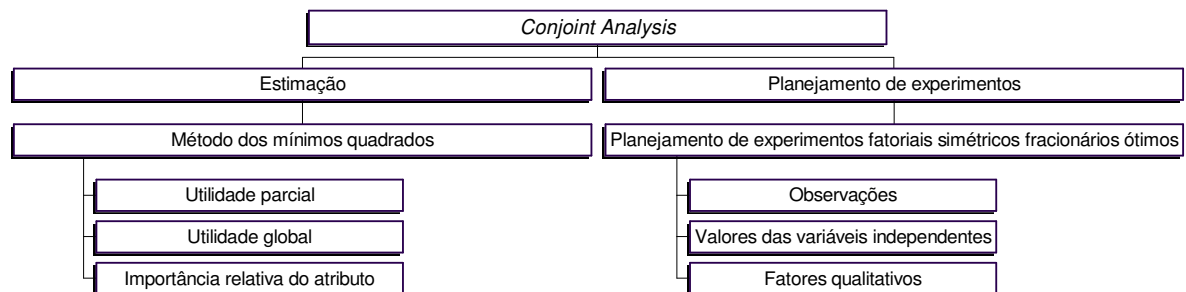 Conjoint Analysis
Estimação
Planejamento de experimentos
Método dos mínimos quadrados
Planejamento de experimentos fatoriais simétricos fracionários ótimos
Utilidade parcial
Observações
Utilidade global
Valores das variáveis independentes
Importância relativa do atributo
Fatores qualitativos